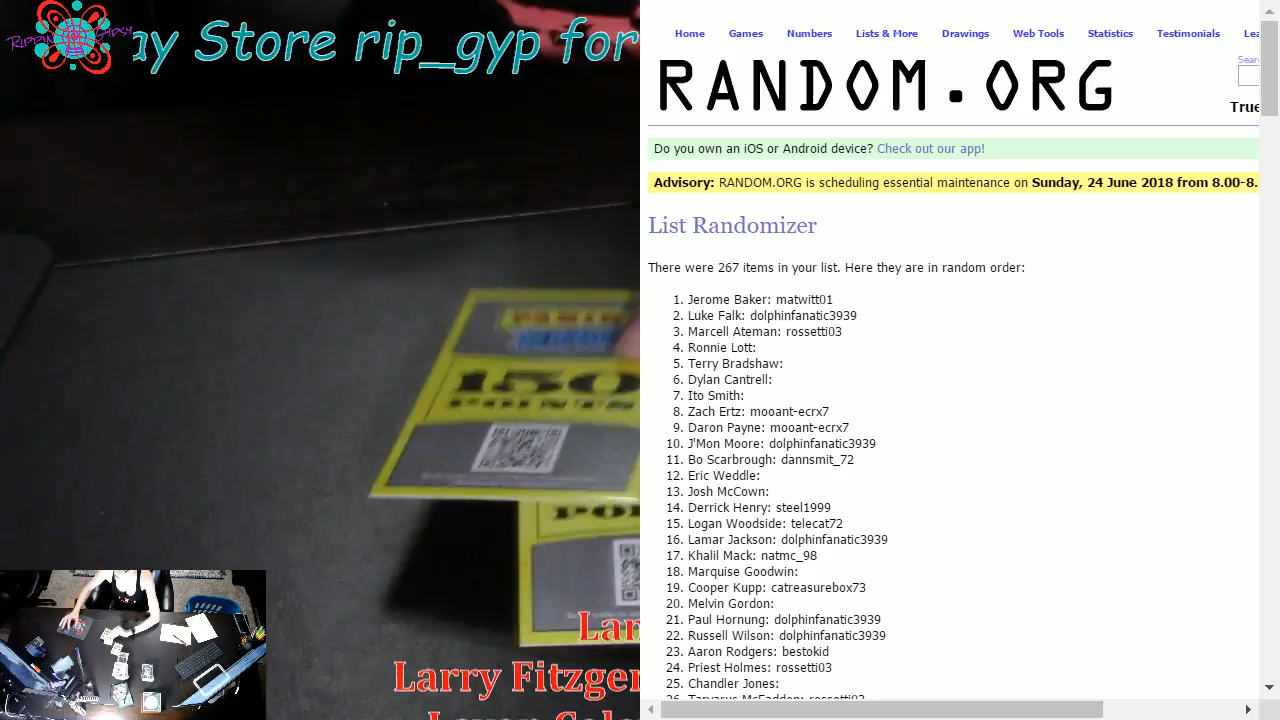 RIPPIN GYPSY
ay Store rip_gyp for
PANINI
150
POINTS
PO
Lar
Larry Fitzger
Home Games Numbers Lists & More Drawings Web Tools Statistics Testimonials Lea
RANDOM.ORG
Sear
True
Do you own an iOS or Android device? Check out our app!
Advisory: RANDOM.ORG is scheduling essential maintenance on Sunday, 24 June 2018 from 8.00-8.
List Randomizer
There were 267 items in your list. Here they are in random order:
1. Jerome Baker: matwitt01
2. Luke Falk: dolphinfanatic3939
3. Marcell Ateman: rossetti03
4. Ronnie Lott:
5. Terry Bradshaw:
6. Dylan Cantrell:
7. Ito Smith:
8. Zach Ertz: mooant-ecrx7
9. Daron Payne: mooant-ecrx7
10. J'Mon Moore: dolphinfanatic3939
11. Bo Scarbrough: dannsmit_72
12. Eric Weddle:
13. Josh McCown:
14. Derrick Henry: steel1999
15. Logan Woodside: telecat72
16. Lamar Jackson: dolphinfanatic3939
17. Khalil Mack: natmc_98
18. Marquise Goodwin:
19. Cooper Kupp: catreasurebox73
20. Melvin Gordon:
21. Paul Hornung: dolphinfanatic3939
22. Russell Wilson: dolphinfanatic3939
23. Aaron Rodgers: bestokid
24. Priest Holmes: rossetti03
25. Chandler Jones: